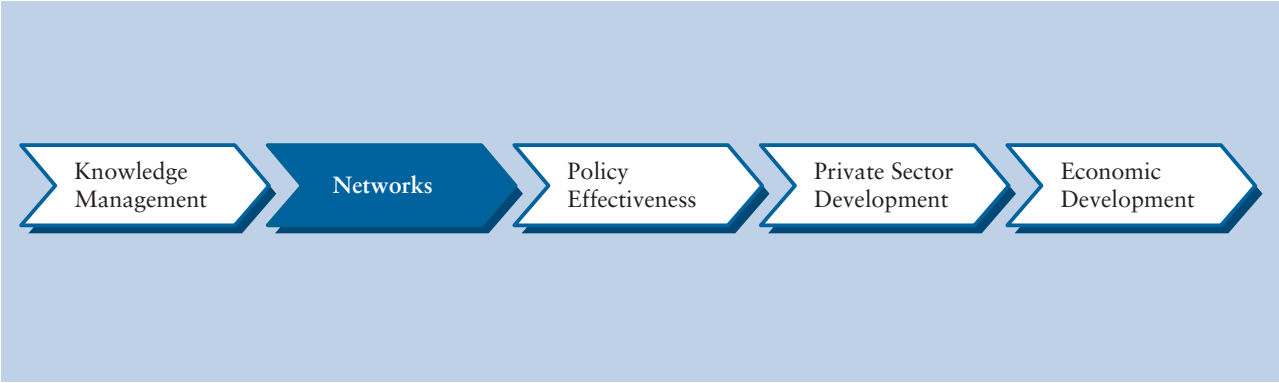 Knowledge
Management
Networks
Policy
Effectiveness
Private Sector
Development
Economic
Development